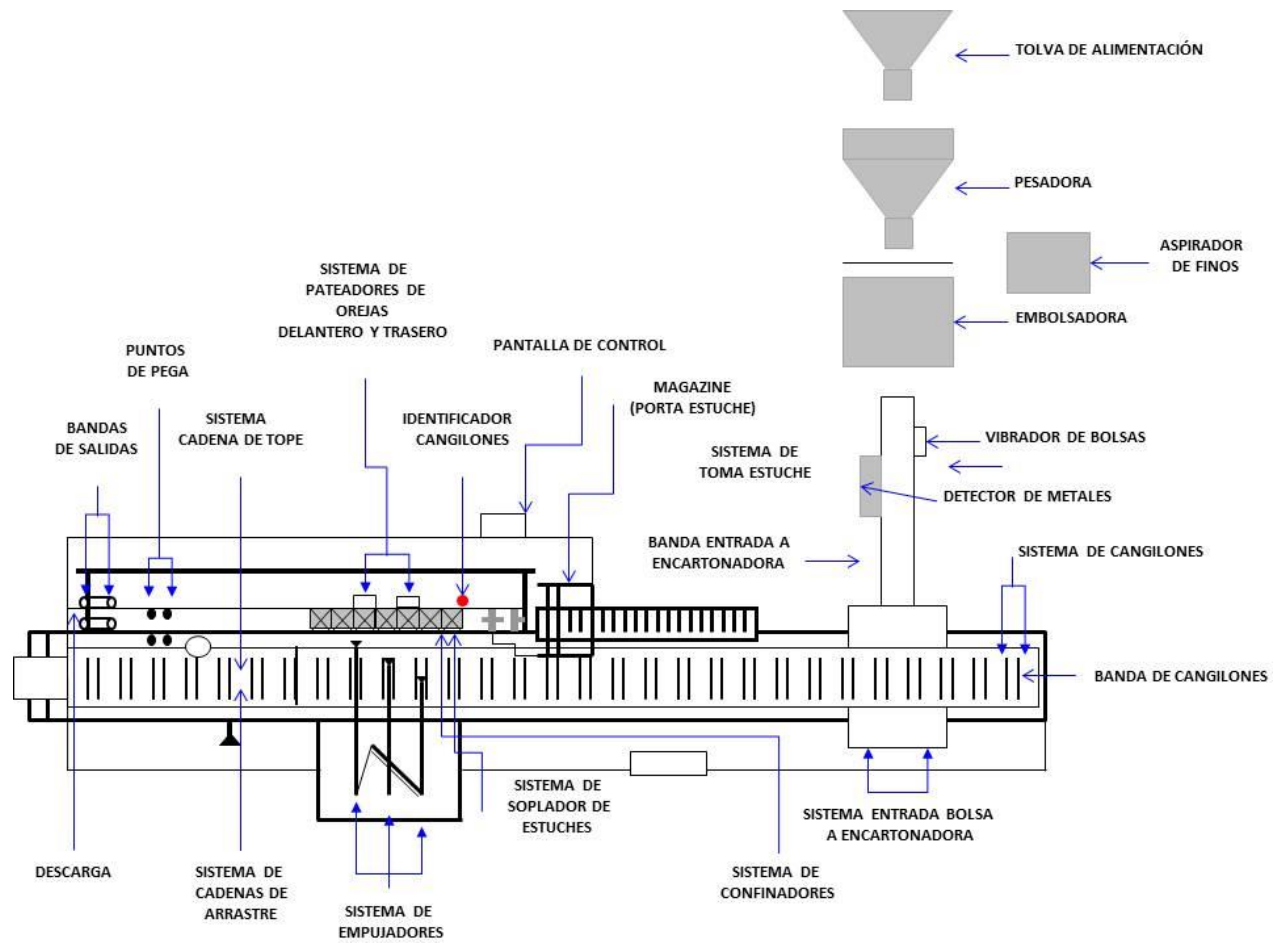 TOLVA DE ALIMENTACIÓN
PESADORA
ASPIRADOR
DE FINOS
EMBOLSADORA
SISTEMA DE
PATEADORES DE
OREJAS
DELANTERO Y TRASERO
PANTALLA DE CONTROL
PUNTOS
DE PEGA
MAGAZINE
(PORTA ESTUCHE)
BANDAS
DE SALIDAS
SISTEMA
CADENA DE TOPE
IDENTIFICADOR
CANGILONES
SISTEMA DE
TOMA ESTUCHE
VIBRADOR DE BOLSAS
DETECTOR DE METALES
BANDA ENTRADA A
ENCARTONADORA
SISTEMA DE CANGILONES
BANDA DE CANGILONES
SISTEMA DE
SOPLADOR DE
ESTUCHES
SISTEMA ENTRADA BOLSA
A ENCARTONADORA
DESCARGA
SISTEMA DE
CADENAS DE
ARRASTRE
SISTEMA DE
EMPUJADORES
SISTEMA DE
CONFINADORES